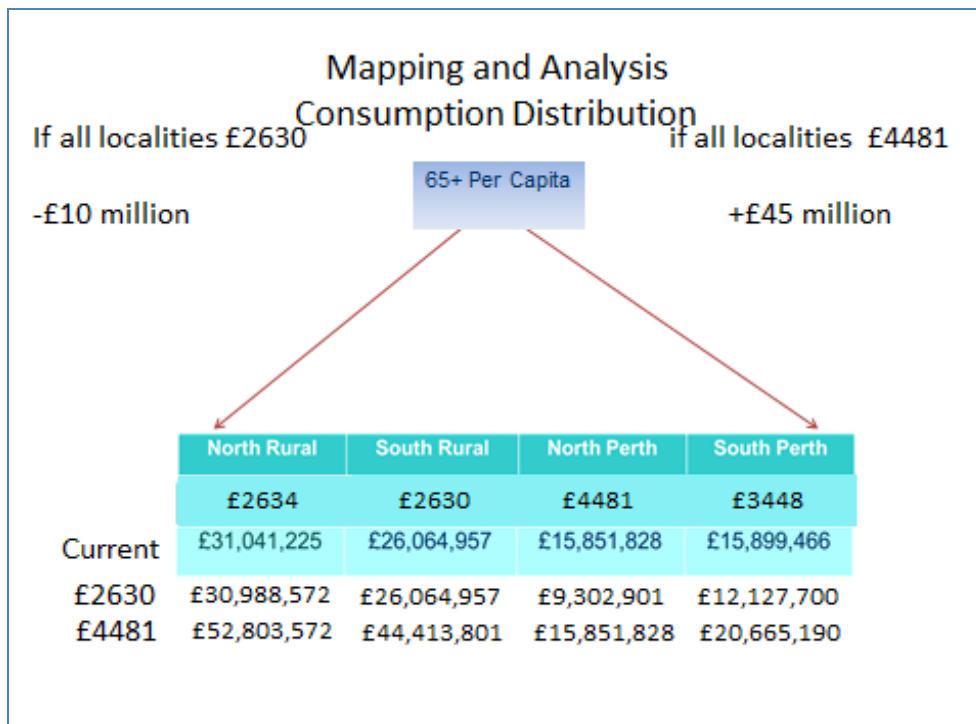 Mapping and Analysis
Consumption Distribution
If all localities £2630
if all localities £4481
65+ Per Capita
-£10 million
+£45 million
North Rural South Rural North Perth South Perth
£2634 £2630 £4481 £3448
Current £31,041,225 £26,064,957 £15,851,828 £15,899,466
£2630 £30,988,572 £26,064,957 £9,302,901 £12,127,700
£4481 £52,803,572 £44,413,801 £15,851,828 £20,665,190